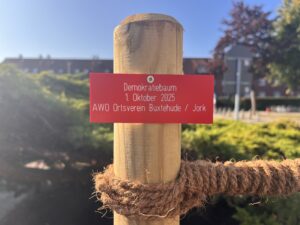 Demokratiebaum
1. Oktober 2025
AWO Ortsverein Buxtehude / Jork